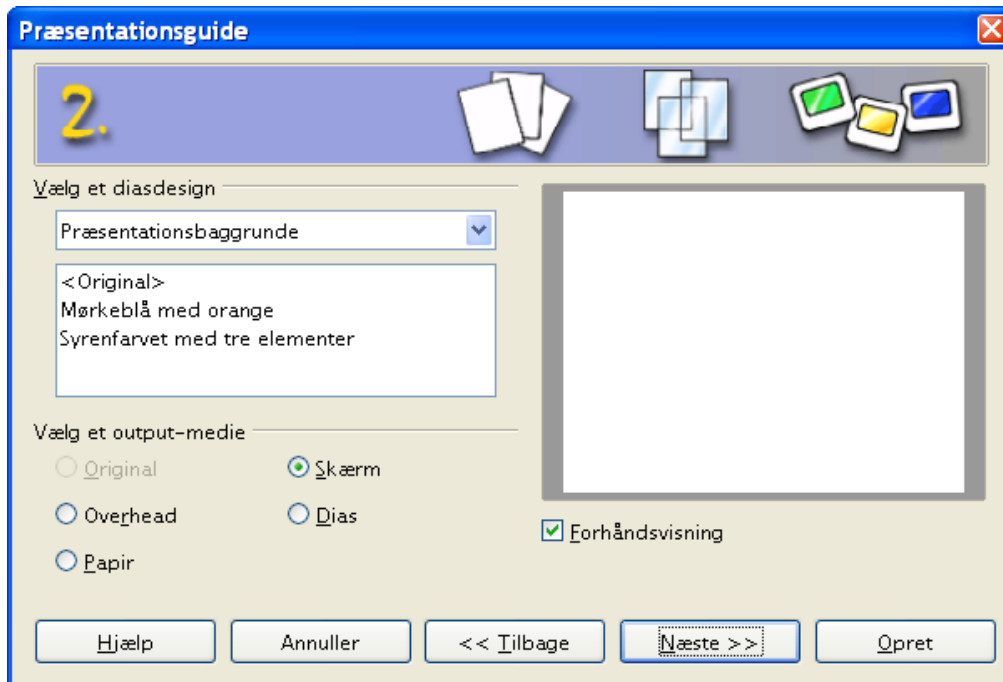 Præsentationsguide
2.
Vælg et diasdesign
Præsentationsbaggrunde
<Original>
Mørkeblå med orange
Syrenfarvet med tre elementer
Vælg et output-medie
Original
Skærm
Overhead
Dias
Papir
Forhåndsvisning
Hjælp
Annuller
<< Tilbage
Næste >>
Opret